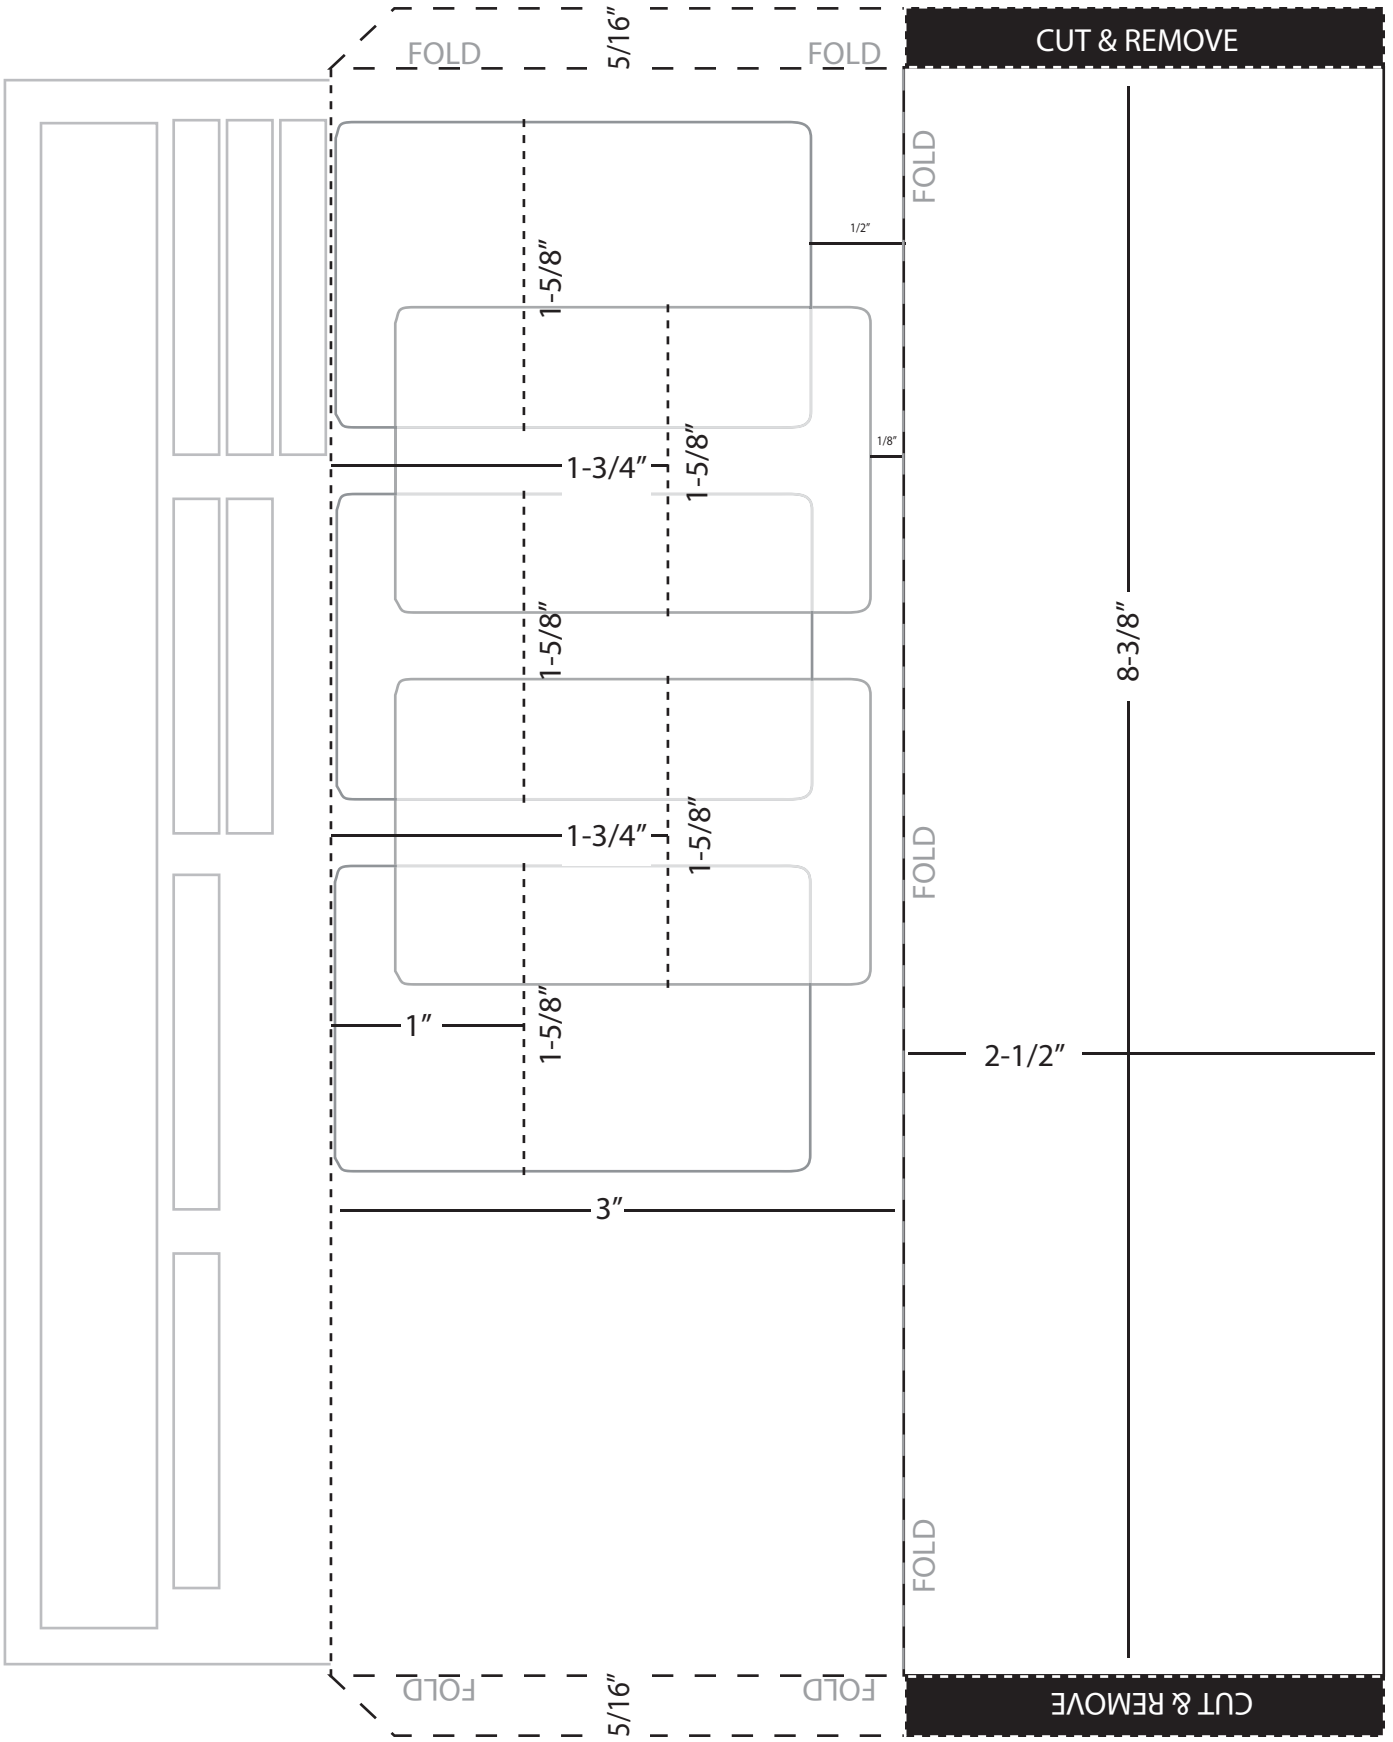 5/16”
CUT & REMOVE
FOLD
FOLD
FOLD
1/2”
1-5/8”
1/8”
1-3/4”
1-5/8”
1-5/8”
8-3/8”
1-3/4”
1-5/8”
FOLD
1”
1-5/8”
2-1/2”
3”
FOLD
FOLD
FOLD
5/16”
CUT & REMOVE